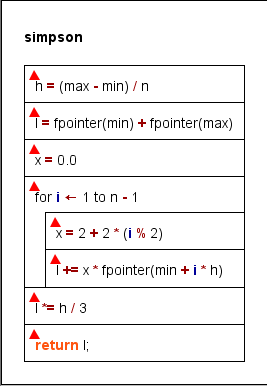 simpson
h = (max - min) / n
I = fpointer(min) + fpointer(max)
x = 0.0
for i ← 1 to n - 1
x = 2 + 2 * (i % 2)
I += x * fpointer(min + i * h)
I *= h / 3
return I;